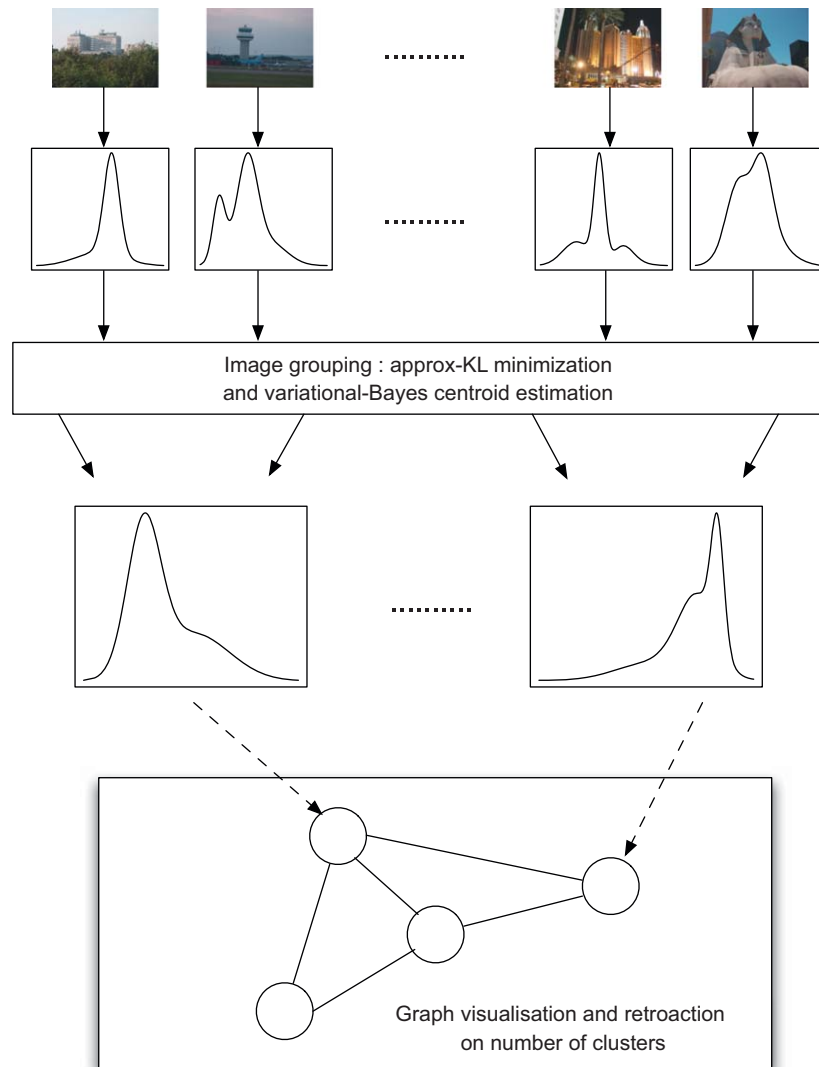 Image grouping : approx-KL minimization
and variational-Bayes centroid estimation
Graph visualisation and retroaction
on number of clusters